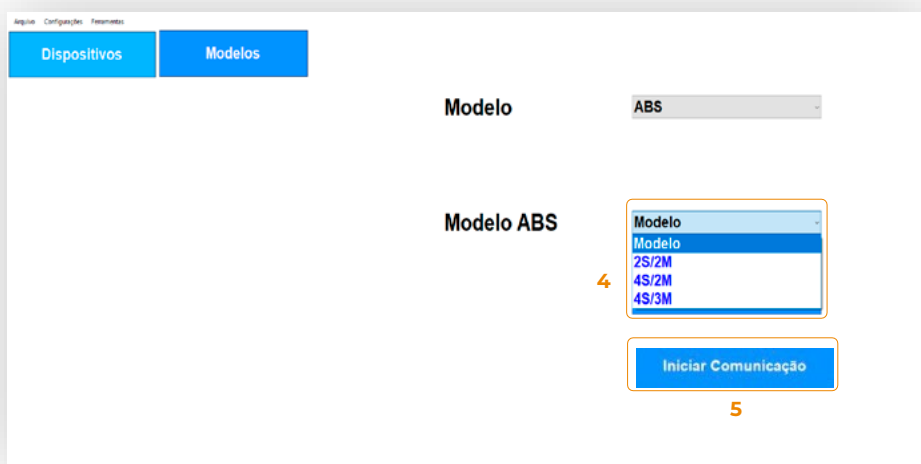 Arquivo Configurações Ferramentas
Dispositivos Modelos
Modelo ABS
Modelo ABS Modelo
Modelo
2S/2M
4 4S/2M
4S/3M
Iniciar Comunicação
5